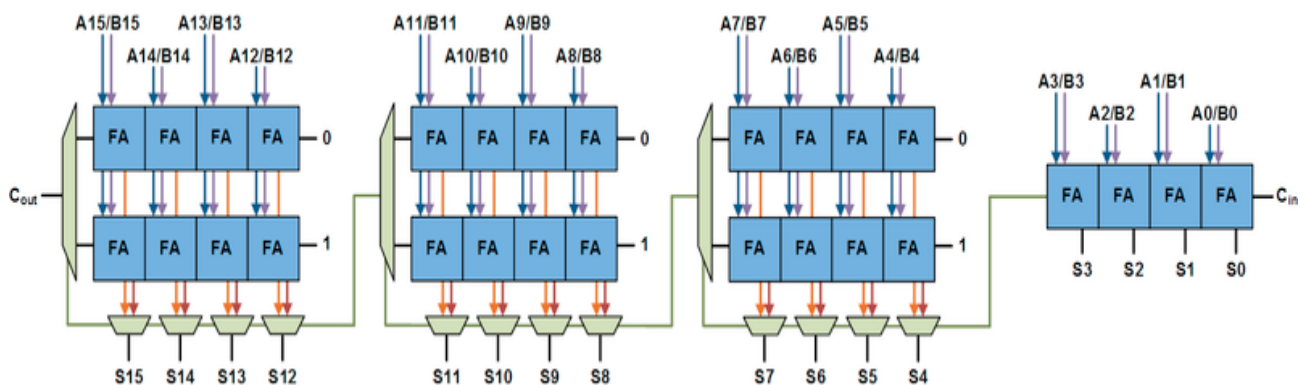 A15/B15 A13/B13 A11/B11 A9/B9 A7/B7 A5/B5
A14/B14 A12/B12 A10/B10 A8/B8 A6/B6 A4/B4
A3/B3 A1/B1
A2/B2 A0/B0
FA FA FA FA 0 FA FA FA FA 0 FA FA FA FA 0
Cout FA FA FA FA Cin
FA FA FA FA 1 FA FA FA FA 1 FA FA FA FA 1
S3 S2 S1 S0
S15 S14 S13 S12 S11 S10 S9 S8 S7 S6 S5 S4